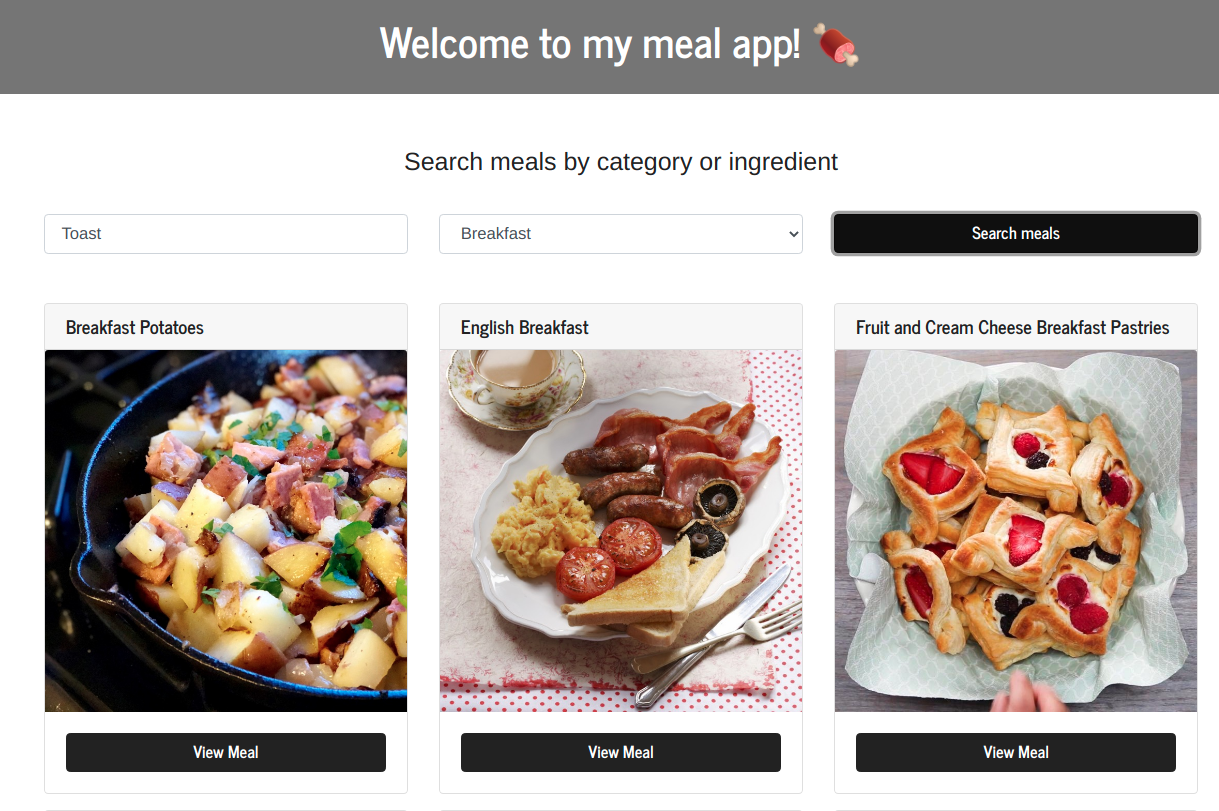 Welcome to my meal app! 🍖
Search meals by category or ingredient
Toast
Breakfast
Search meals
Breakfast Potatoes
English Breakfast
Fruit and Cream Cheese Breakfast Pastries
View Meal
View Meal
View Meal